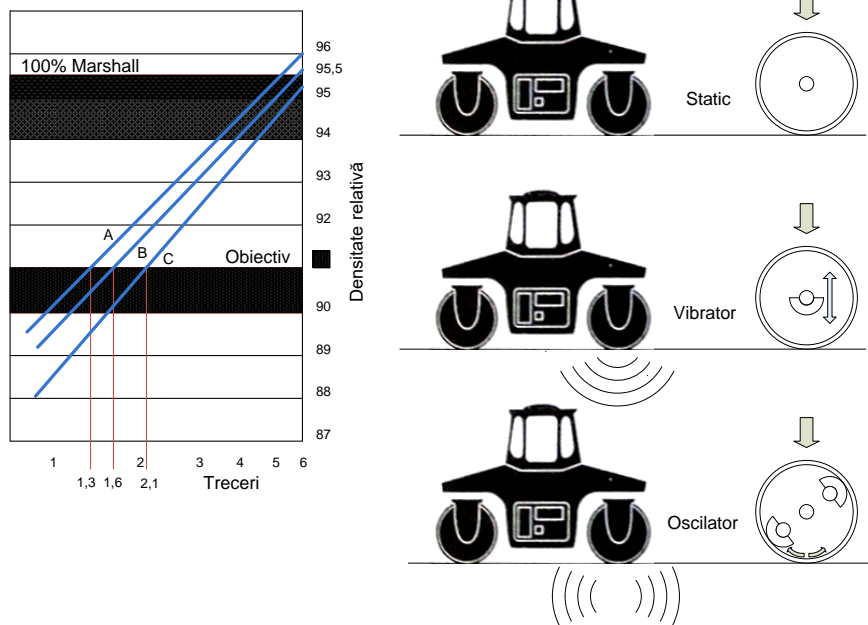 100% Marshall
96
95,5
95
94
93
92
A
B
C
Obiectiv
90
89
88
87
Densitate relativă
1
2
3
4
5
6
1,3
1,6
2,1
Treceri
Static
Vibrator
Oscilator